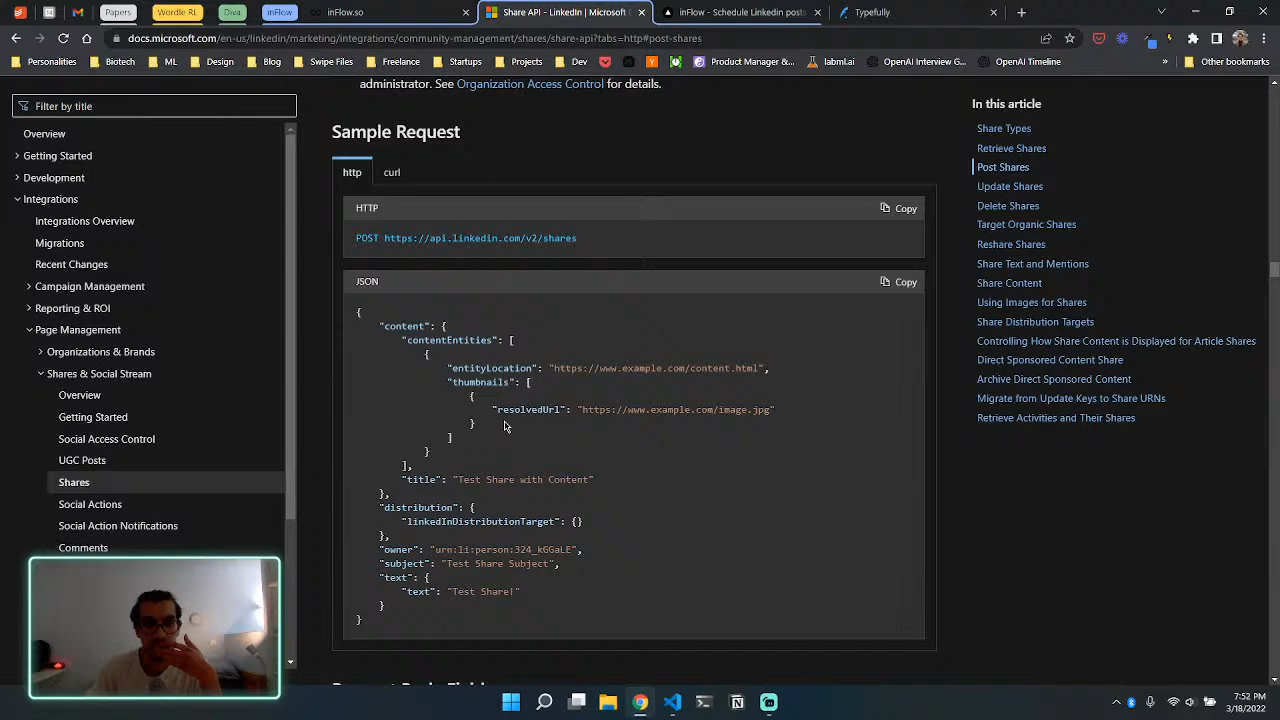 Papers
Wordle RL
Diva
inFlow
inFlow.so
Share API - LinkedIn | Microsoft
inFlow - Schedule Linkedin post
Typefully
docs.microsoft.com/en-us/linkedin/marketing/integrations/community-management/shares/share-api?tabs=http#post-shares
Personalities
Biotech
ML
Design
Blog
Swipe Files
Freelance
Startups
Projects
Dev
Product Manage...
labml.ai
OpenAI Interview G...
OpenAI Timeline
»
Other bookmarks
administrator. See Organization Access Control for details.
Filter by title
Overview
Getting Started
Development
Integrations
Integrations Overview
Migrations
Recent Changes
Campaign Management
Reporting & ROI
Page Management
Organizations & Brands
Shares & Social Stream
Overview
Getting Started
Social Access Control
UGC Posts
Shares
Social Actions
Social Action Notifications
Comments
Sample Request
http curl
HTTP Copy
POST https://api.linkedin.com/v2/shares
JSON Copy
{
"content": {
"contentEntities": [
{
"entityLocation": "https://www.example.com/content.html",
"thumbnails": [
{
"resolvedUrl": "https://www.example.com/image.jpg"
}
]
}
],
"title": "Test Share with Content"
},
"distribution": {
"linkedInDistributionTarget": {}
},
"owner": "urn:li:person:324_kGGaLE",
"subject": "Test Share Subject",
"text": {
"text": "Test Share!"
}
}
In this article
Share Types
Retrieve Shares
Post Shares
Update Shares
Delete Shares
Target Organic Shares
Reshare Shares
Share Text and Mentions
Share Content
Using Images for Shares
Share Distribution Targets
Controlling How Share Content is Displayed for Article Shares
Direct Sponsored Content Share
Archive Direct Sponsored Content
Migrate from Update Keys to Share URNs
Retrieve Activities and Their Shares
7:52 PM
3/18/2022